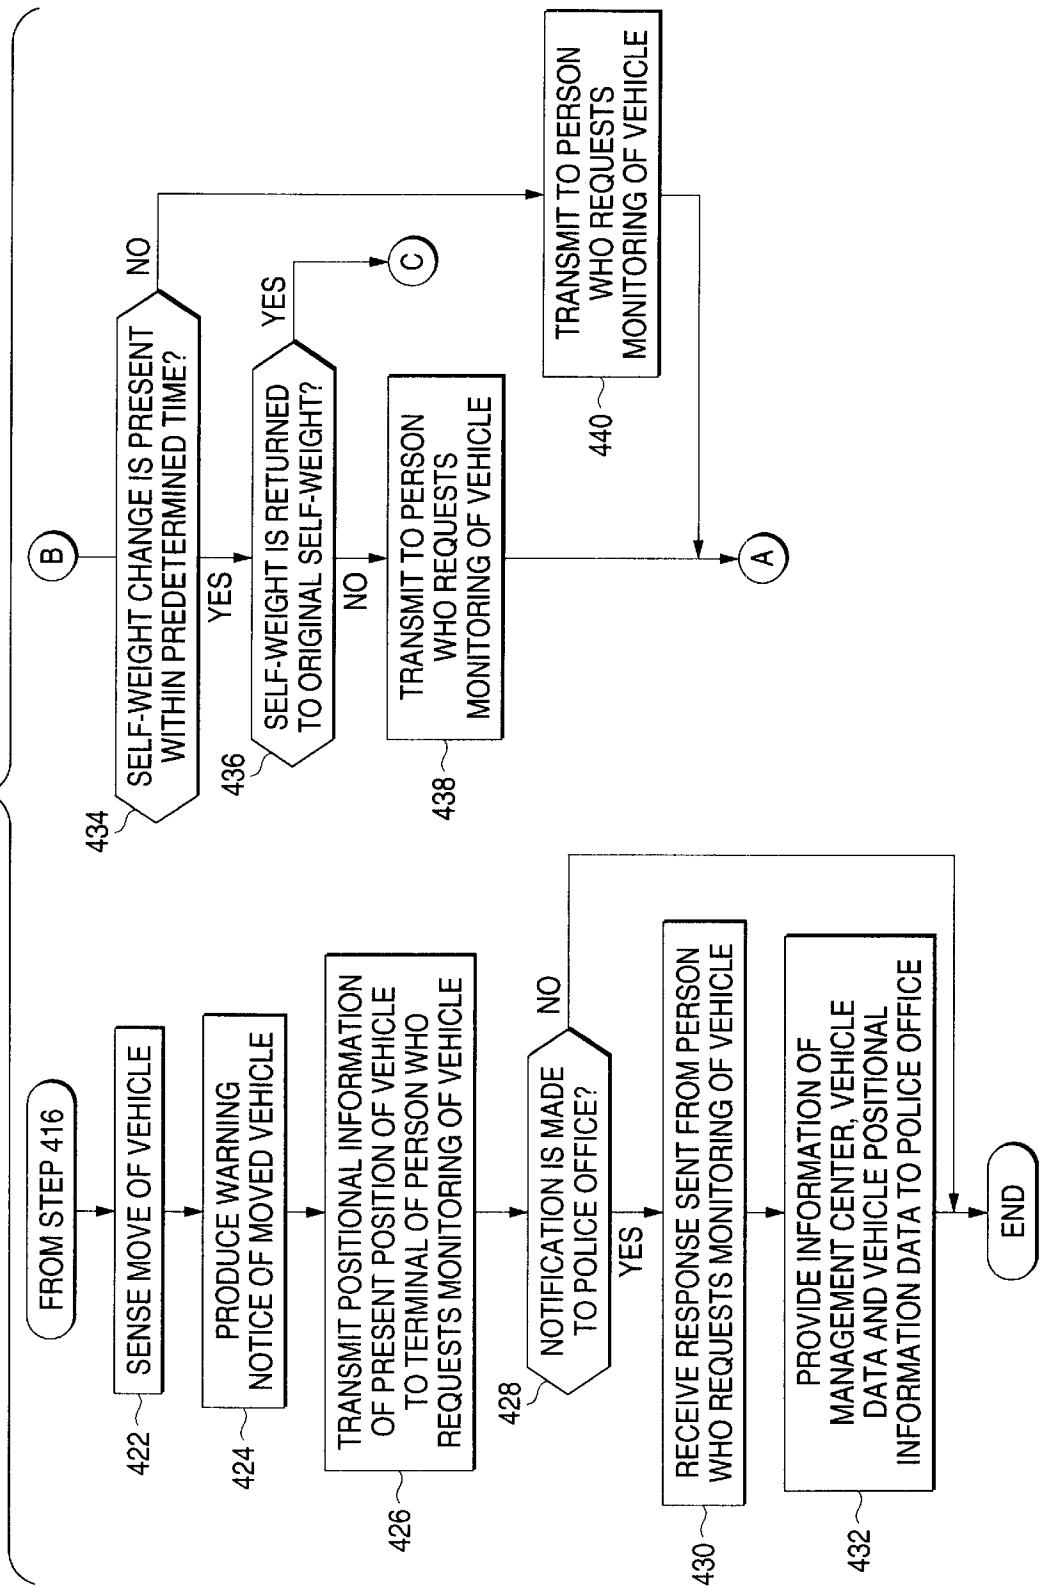 FROM STEP 416
SENSE MOVE OF VEHICLE
422
PRODUCE WARNING
NOTICE OF MOVED VEHICLE
424
TRANSMIT POSITIONAL INFORMATION
OF PRESENT POSITION OF VEHICLE
TO TERMINAL OF PERSON WHO
REQUESTS MONITORING OF VEHICLE
426
NOTIFICATION IS MADE
TO POLICE OFFICE?
428
NO
YES
RECEIVE RESPONSE SENT FROM PERSON
WHO REQUESTS MONITORING OF VEHICLE
430
PROVIDE INFORMATION OF
MANAGEMENT CENTER, VEHICLE
DATA AND VEHICLE POSITIONAL
INFORMATION DATA TO POLICE OFFICE
432
END
B
SELF-WEIGHT CHANGE IS PRESENT
WITHIN PREDETERMINED TIME?
434
NO
YES
SELF-WEIGHT IS RETURNED
TO ORIGINAL SELF-WEIGHT?
436
YES
C
NO
TRANSMIT TO PERSON
WHO REQUESTS
MONITORING OF VEHICLE
438
TRANSMIT TO PERSON
WHO REQUESTS
MONITORING OF VEHICLE
440
A